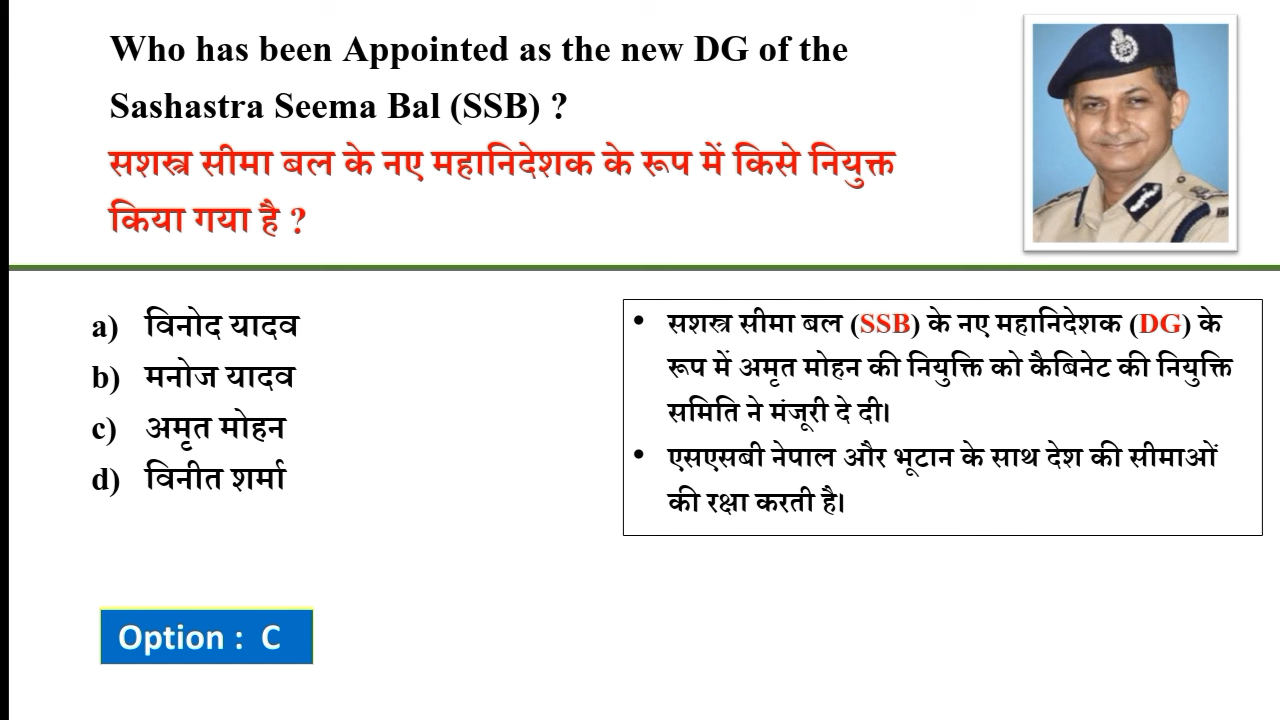 Who has been Appointed as the new DG of the
Sashastra Seema Bal (SSB) ?
सशस्त्र सीमा बल के नए महानिदेशक के रूप में किसे नियुक्त
किया गया है ?
a) विनोद यादव
b) मनोज यादव
c) अमृत मोहन
d) विनीत शर्मा
• सशस्त्र सीमा बल (SSB) के नए महानिदेशक (DG) के
रूप में अमृत मोहन की नियुक्ति को कैबिनेट की नियुक्ति
समिति ने मंजूरी दे दी।
• एसएसबी नेपाल और भूटान के साथ देश की सीमाओं
की रक्षा करती है।
Option : C